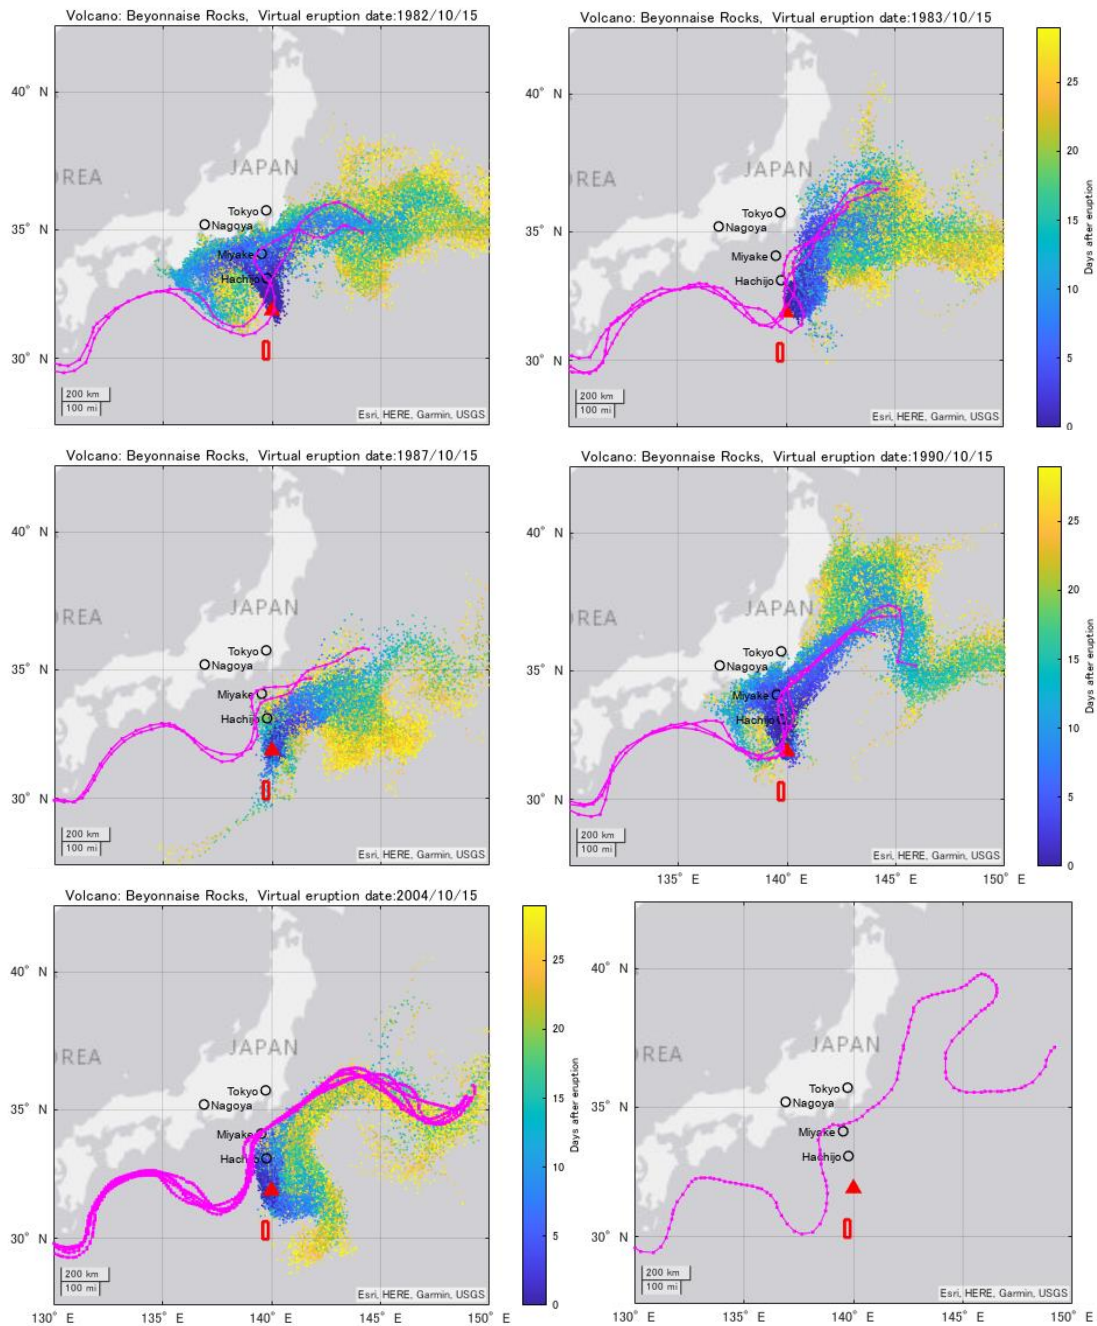 Volcano: Beyonnaise Rocks, Virtual eruption date:1982/10/15
40° N
35° N
30° N
REA
JAPAN
Tokyo
Nagoya
Miyake
Hachijo
200 km
100 mi
Esri, HERE, Garmin, USGS
Volcano: Beyonnaise Rocks, Virtual eruption date:1983/10/15
40° N
35° N
30° N
REA
JAPAN
Tokyo
Nagoya
Miyake
Hachijo
200 km
100 mi
Esri, HERE, Garmin, USGS
25
20
15
10
5
0
Days after eruption
Volcano: Beyonnaise Rocks, Virtual eruption date:1987/10/15
40° N
35° N
30° N
REA
JAPAN
Tokyo
Nagoya
Miyake
Hachijo
200 km
100 mi
Esri, HERE, Garmin, USGS
Volcano: Beyonnaise Rocks, Virtual eruption date:1990/10/15
40° N
35° N
30° N
REA
JAPAN
Tokyo
Nagoya
Miyake
Hachijo
200 km
100 mi
Esri, HERE, Garmin, USGS
135° E
140° E
145° E
150° E
25
20
15
10
5
0
Days after eruption
Volcano: Beyonnaise Rocks, Virtual eruption date:2004/10/15
40° N
35° N
30° N
REA
JAPAN
Tokyo
Nagoya
Miyake
Hachijo
200 km
100 mi
Esri, HERE, Garmin, USGS
130° E
135° E
140° E
145° E
150° E
25
20
15
10
5
0
Days after eruption
40° N
35° N
30° N
REA
JAPAN
Tokyo
Nagoya
Miyake
Hachijo
200 km
100 mi
Esri, HERE, Garmin, USGS
130° E
135° E
140° E
145° E
150° E